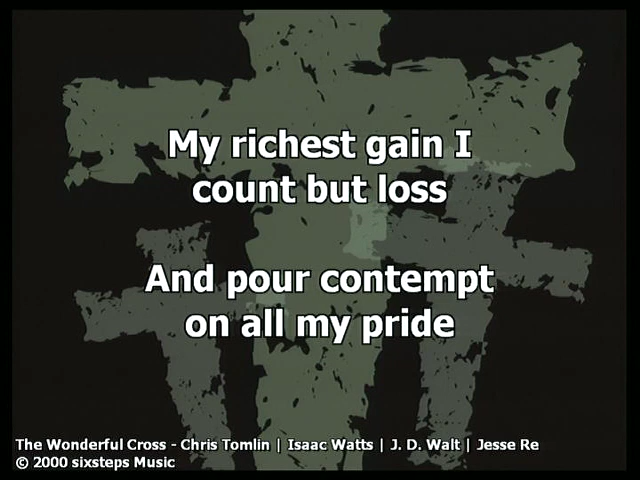 My richest gain I
count but loss
And pour contempt
on all my pride
The Wonderful Cross - Chris Tomlin | Isaac Watts | J. D. Walt | Jesse Re
© 2000 sixsteps Music